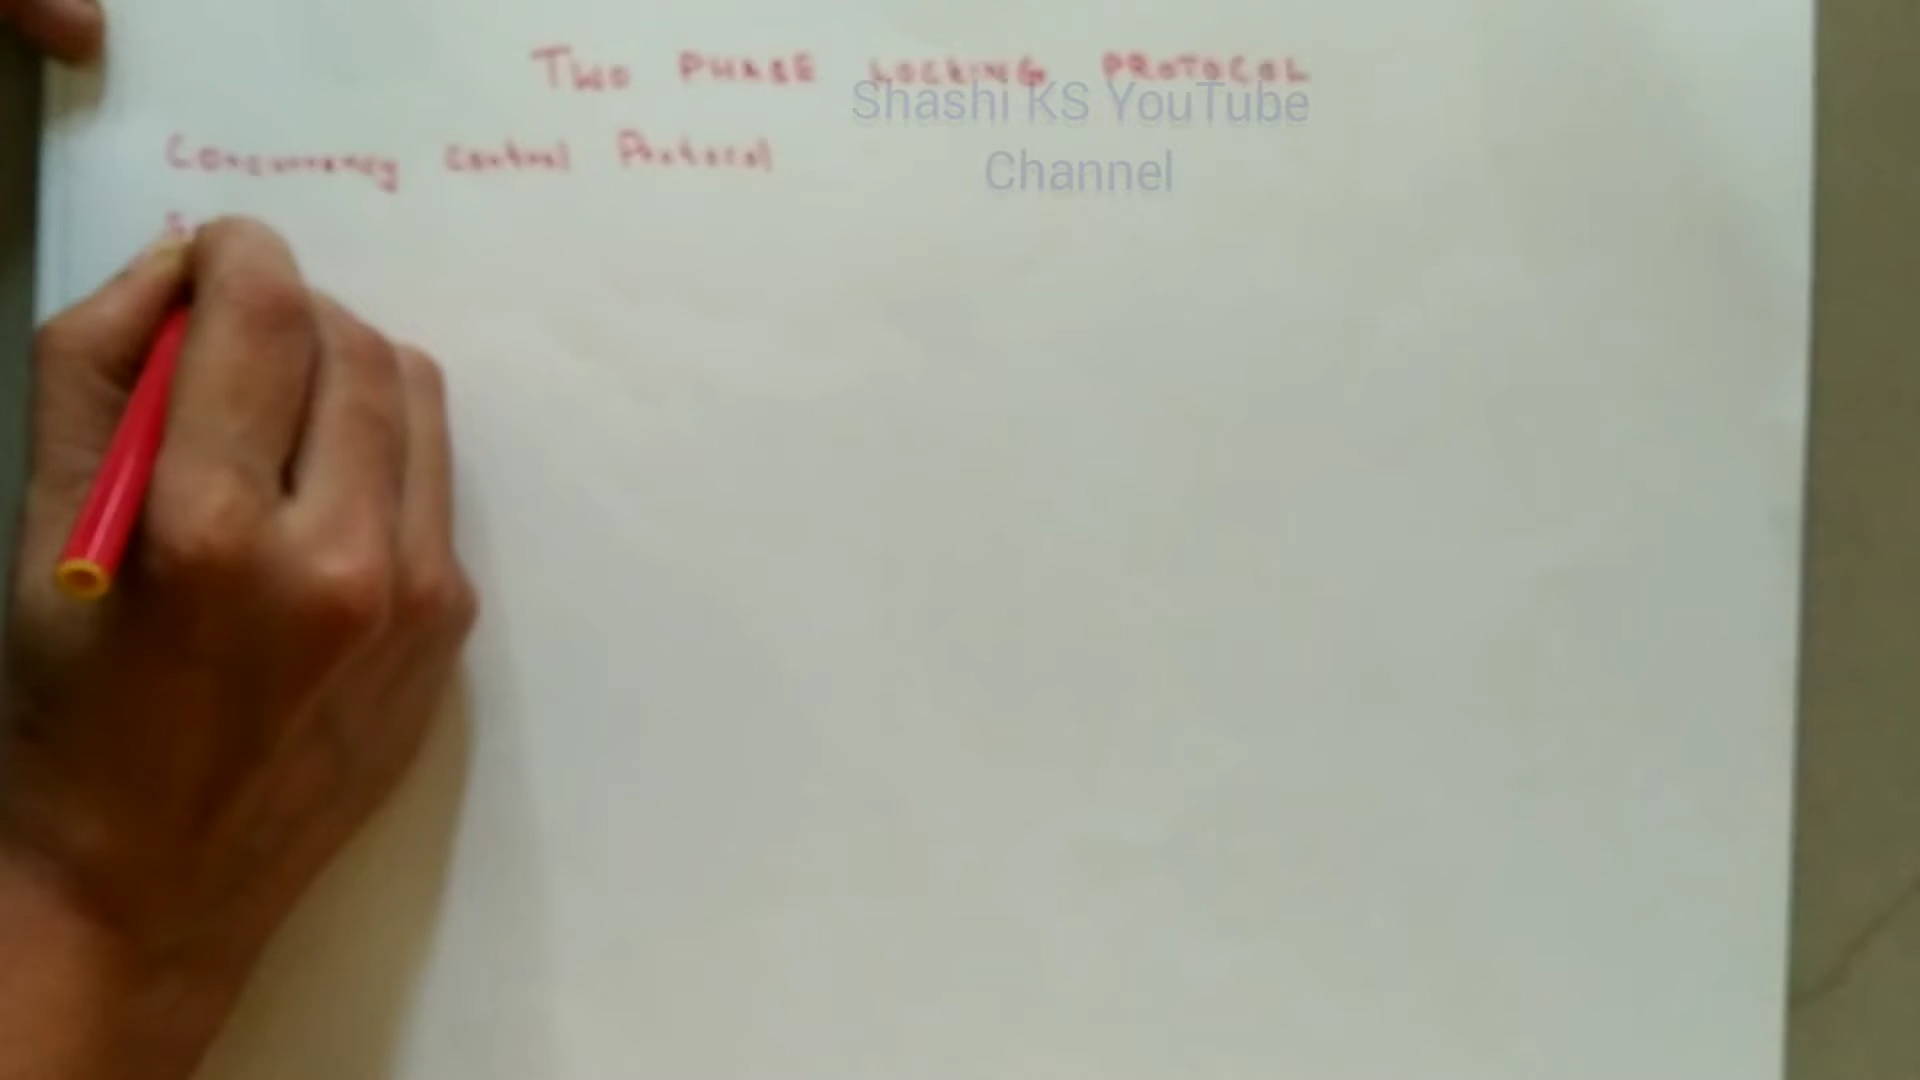 TWO PHASE LOCKING PROTOCOL
Shashi KS YouTube
Channel
Concurrency Control Protocol